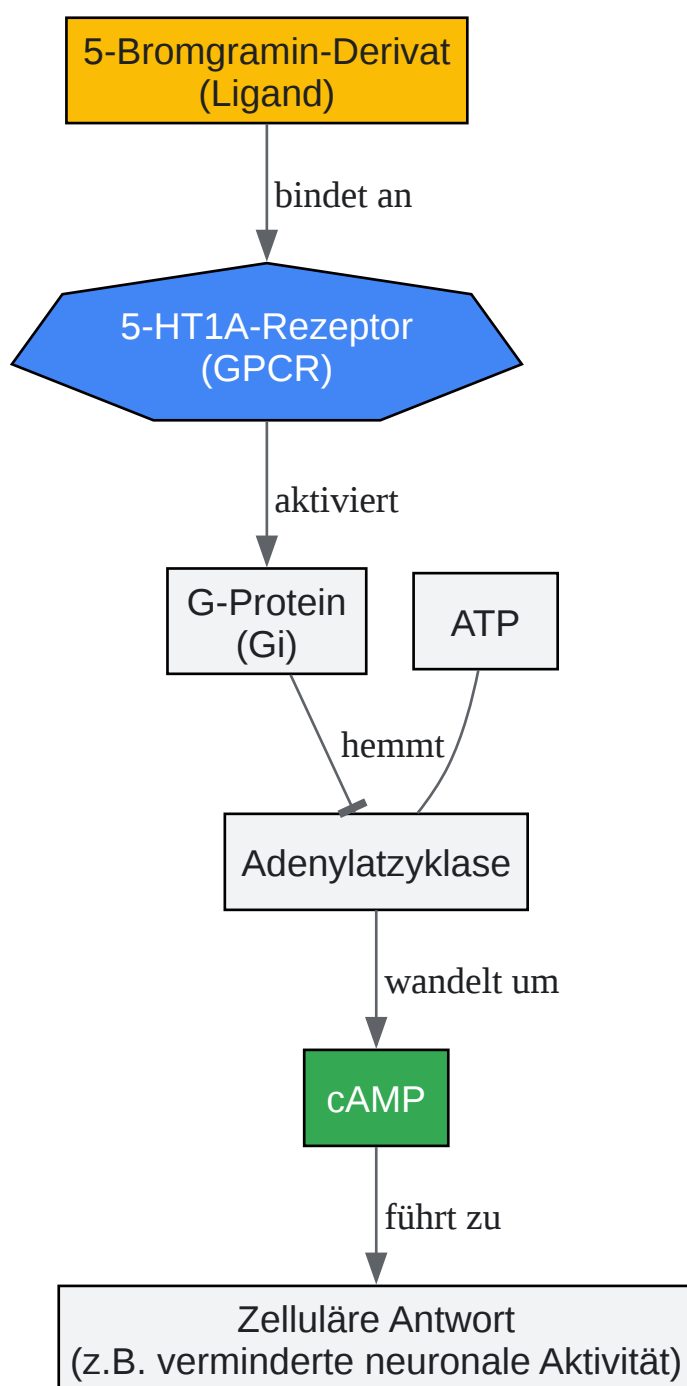 5-Bromgramin-Derivat
(Ligand)
bindet an
5-HT1A-Rezeptor
(GPCR)
aktiviert
G-Protein
(Gi)
ATP
hemmt
Adenylatzyklase
wandelt um
cAMP
führt zu
Zelluläre Antwort
(z.B. verminderte neuronale Aktivität)